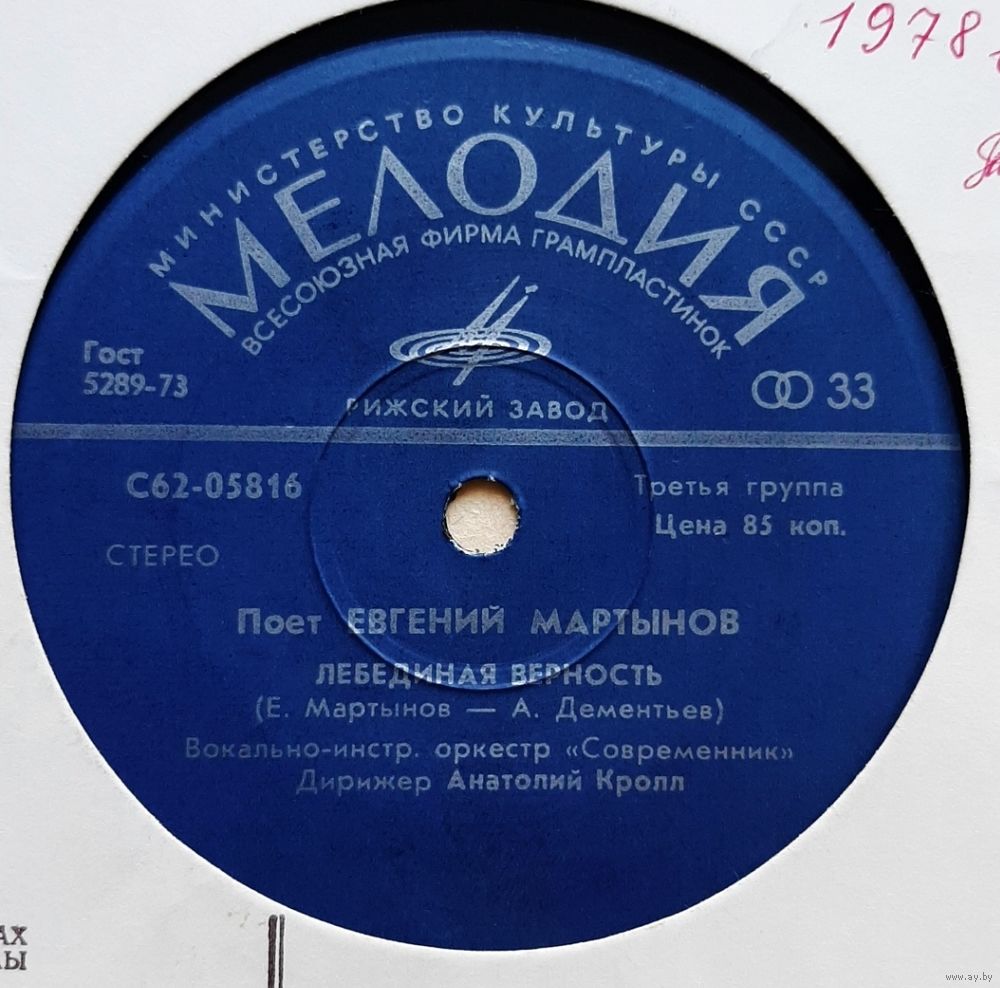 1978
МИНИСТЕРСТВО КУЛЬТУРЫ СССР
МЕЛОДИЯ
ВСЕСОЮЗНАЯ ФИРМА ГРАМПЛАСТИНОК
Гост
5289-73
33
РИЖСКИЙ ЗАВОД
С62-05816
Третья группа
Цена 85 коп.
СТЕРЕО
Поет ЕВГЕНИЙ МАРТЫНОВ
ЛЕБЕДИНАЯ ВЕРНОСТЬ
(Е. Мартынов — А. Дементьев)
Вокально-инстр. оркестр «Современник»
Дирижер Анатолий Кролл
АХ
www.ay.by